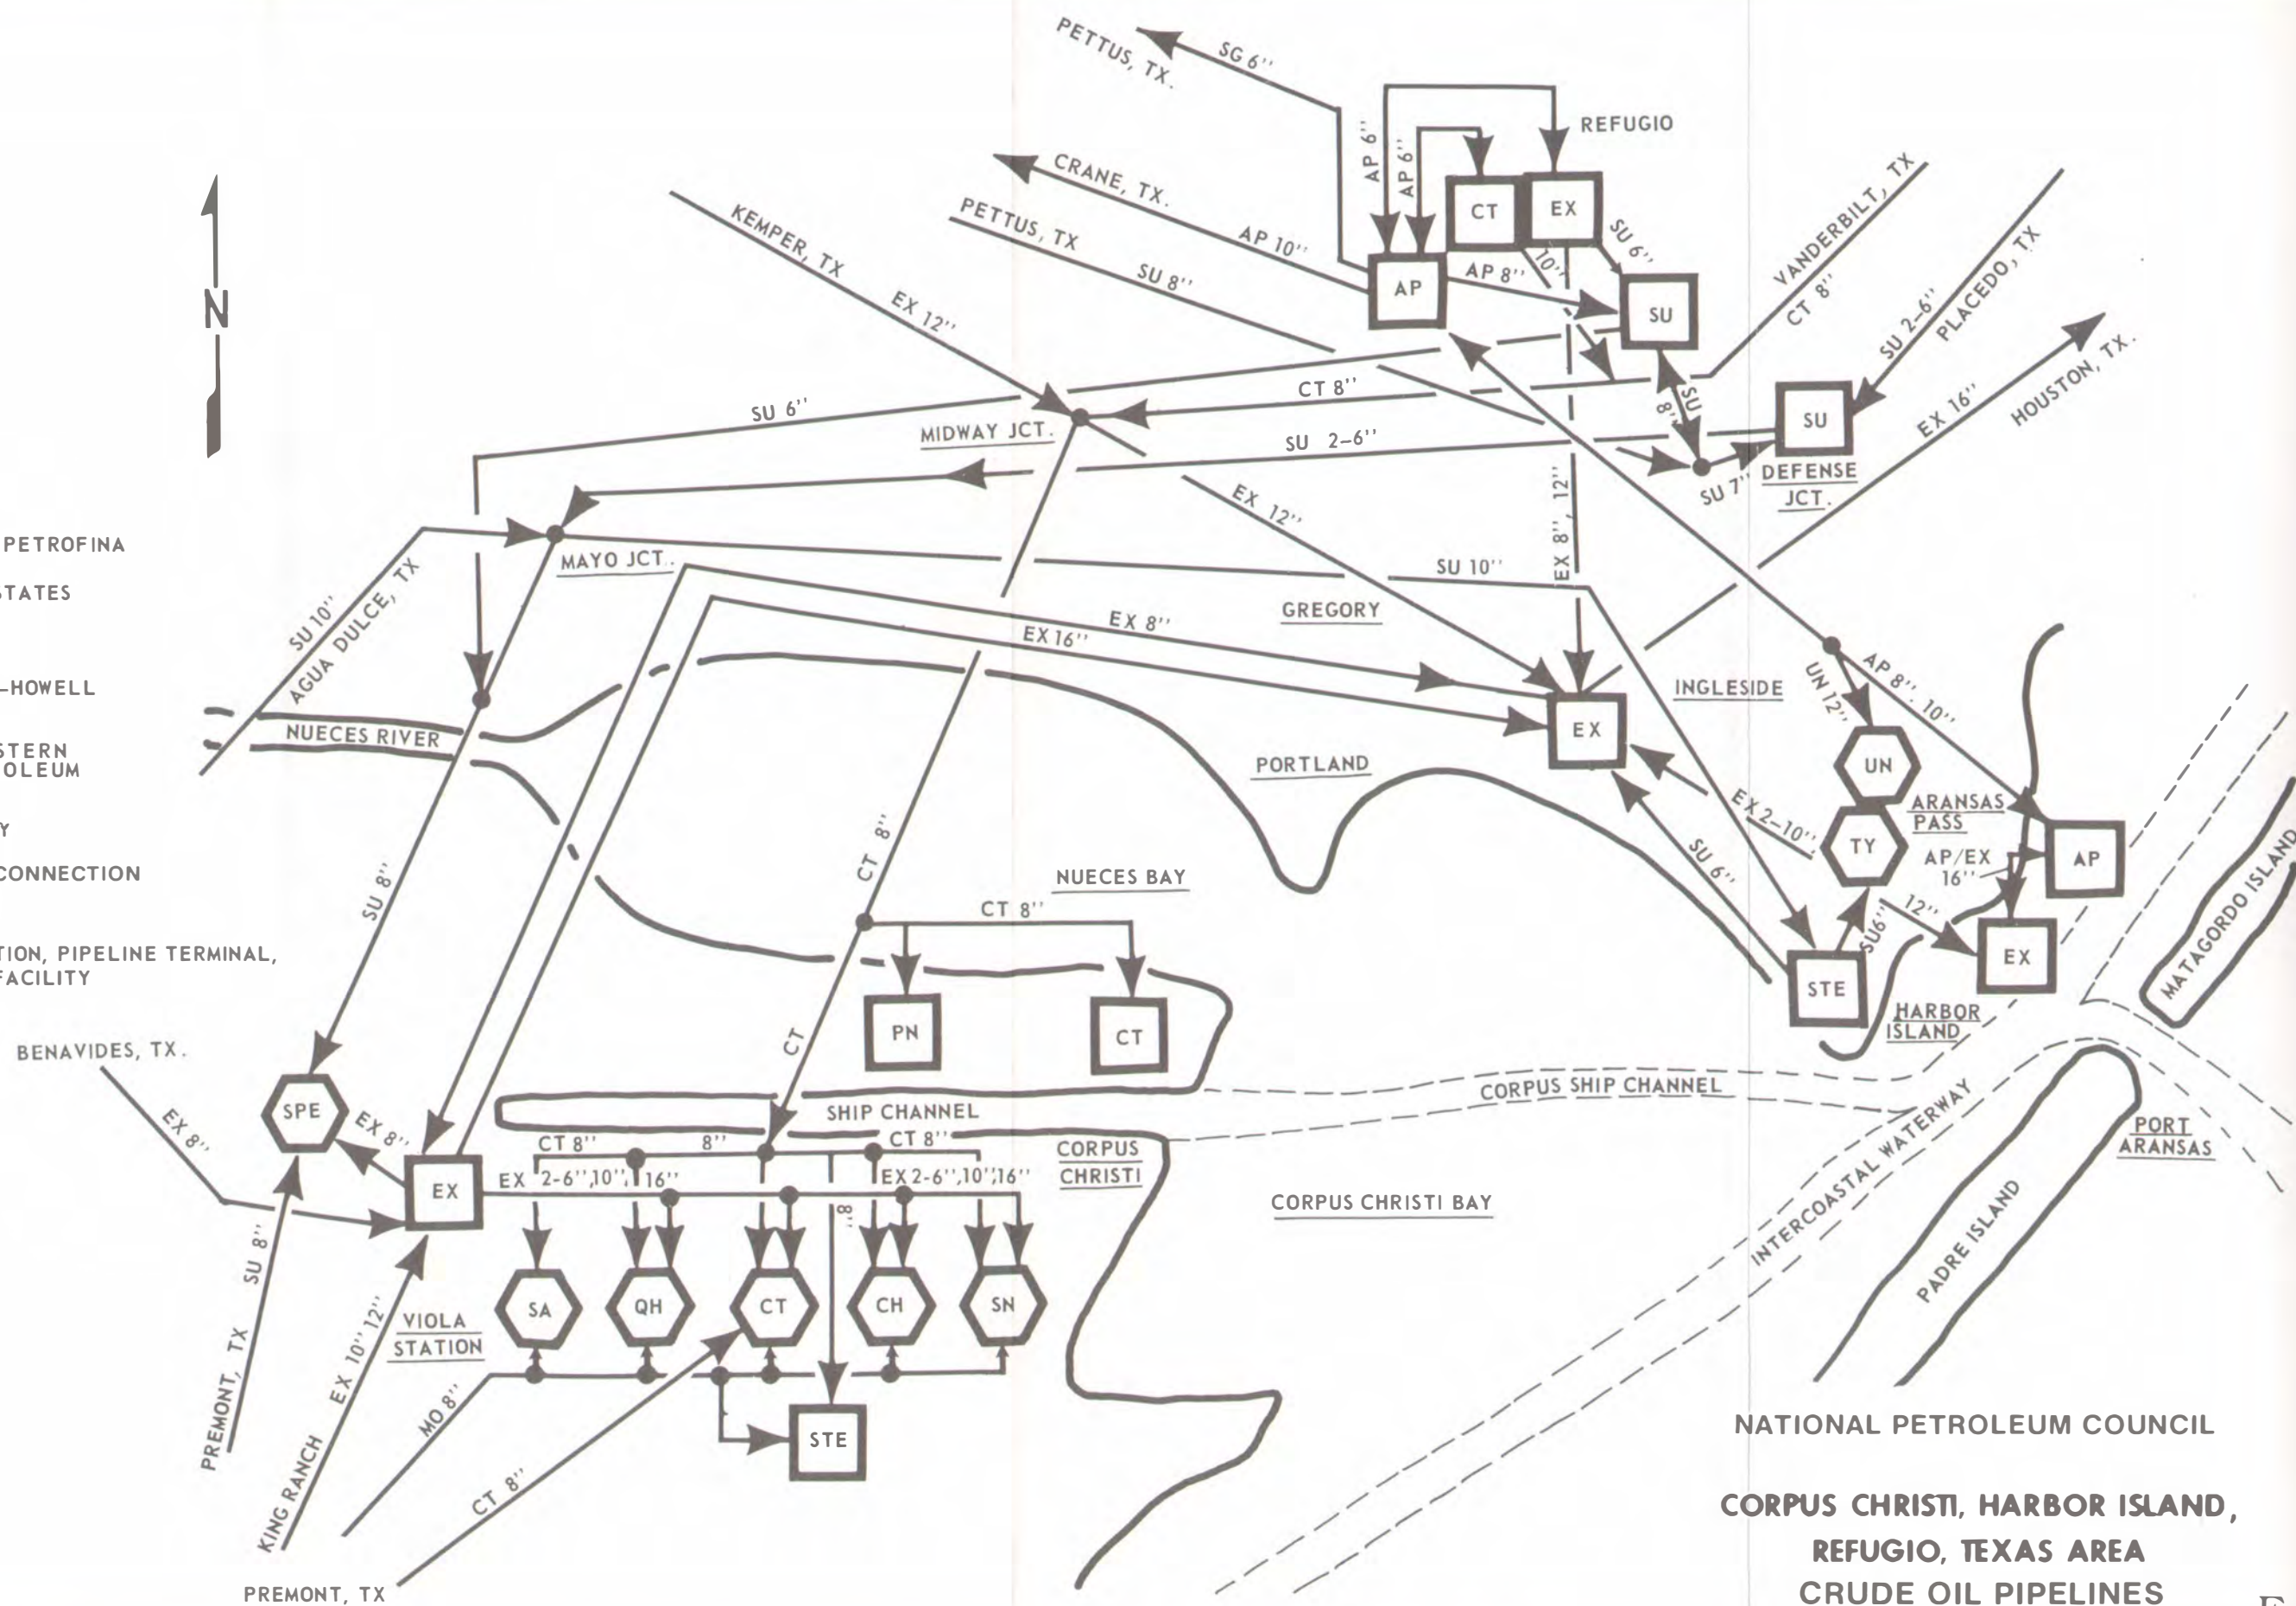 PETTUS, TX.
SG 6''
AP 6''
AP 6''
REFUGIO
CRANE, TX.
AP 10''
PETTUS, TX
SU 8''
KEMPER, TX
EX 12''
CT
EX
SU 6''
10''
AP
AP 8''
SU
VANDERBILT, TX
CT 8''
PLACEDO, TX
SU 2-6''
HOUSTON, TX.
EX 16''
N
SU 6''
MIDWAY JCT.
CT 8''
SU 2-6''
SU
8''
SU
SU 7''
DEFENSE
JCT.
EX 12''
EX 8'', 12''
PETROFINA
STATES
-HOWELL
STERN
OLEUM
Y
CONNECTION
TION, PIPELINE TERMINAL,
FACILITY
MAYO JCT.
SU 10''
SU 10''
AGUA DULCE, TX
GREGORY
EX 8''
EX 16''
INGLESIDE
NUECES RIVER
EX
PORTLAND
UN 12''
AP 8''. 10''
UN
TY
ARANSAS
PASS
EX 2-10''
SU 6''
AP/EX
16''
AP
MATAGORDO ISLAND
SU 8''
CT 8''
NUECES BAY
CT 8''
SU6''
12''
EX
STE
HARBOR
ISLAND
PN
CT
CT
BENAVIDES, TX.
EX 8''
SPE
EX 8''
SHIP CHANNEL
CORPUS SHIP CHANNEL
INTERCOASTAL WATERWAY
PORT
ARANSAS
PADRE ISLAND
CT 8''
8''
CT 8''
CORPUS
CHRISTI
EX
EX 2-6'',10'', 16''
EX 2-6'',10'',16''
8''
CORPUS CHRISTI BAY
SU 8''
PREMONT, TX
EX 10'' 12''
KING RANCH
VIOLA
STATION
SA
QH
CT
CH
SN
MO 8''
CT 8''
STE
PREMONT, TX
NATIONAL PETROLEUM COUNCIL
CORPUS CHRISTI, HARBOR ISLAND,
REFUGIO, TEXAS AREA
CRUDE OIL PIPELINES